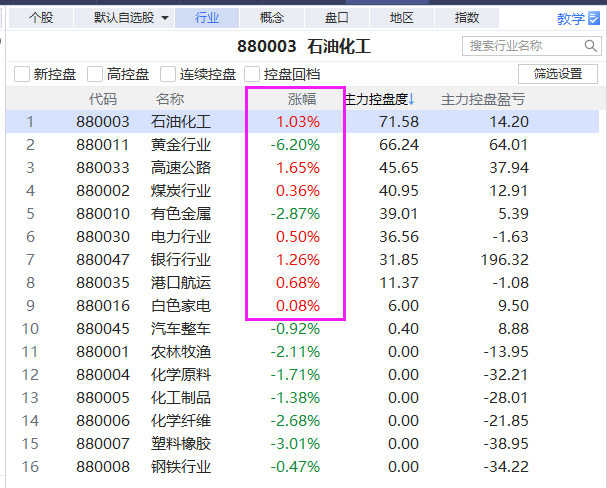 个股 默认自选股 行业 概念 盘口 地区 指数 教学
880003 石油化工 搜索行业名称
新控盘 高控盘 连续控盘 控盘回档 筛选设置
代码 名称 涨幅 主力控盘度↓ 主力控盘盈亏
1 880003 石油化工 1.03% 71.58 14.20
2 880011 黄金行业 -6.20% 66.24 64.01
3 880033 高速公路 1.65% 45.65 37.94
4 880002 煤炭行业 0.36% 40.95 12.91
5 880010 有色金属 -2.87% 39.01 5.39
6 880030 电力行业 0.50% 36.56 -1.63
7 880047 银行行业 1.26% 31.85 196.32
8 880035 港口航运 0.68% 11.37 -1.08
9 880016 白色家电 0.08% 6.00 9.50
10 880045 汽车整车 -0.92% 0.40 8.88
11 880001 农林牧渔 -2.11% 0.00 -13.95
12 880004 化学原料 -1.71% 0.00 -32.21
13 880005 化工制品 -1.38% 0.00 -28.01
14 880006 化学纤维 -2.68% 0.00 -21.85
15 880007 塑料橡胶 -3.01% 0.00 -38.95
16 880008 钢铁行业 -0.47% 0.00 -34.22